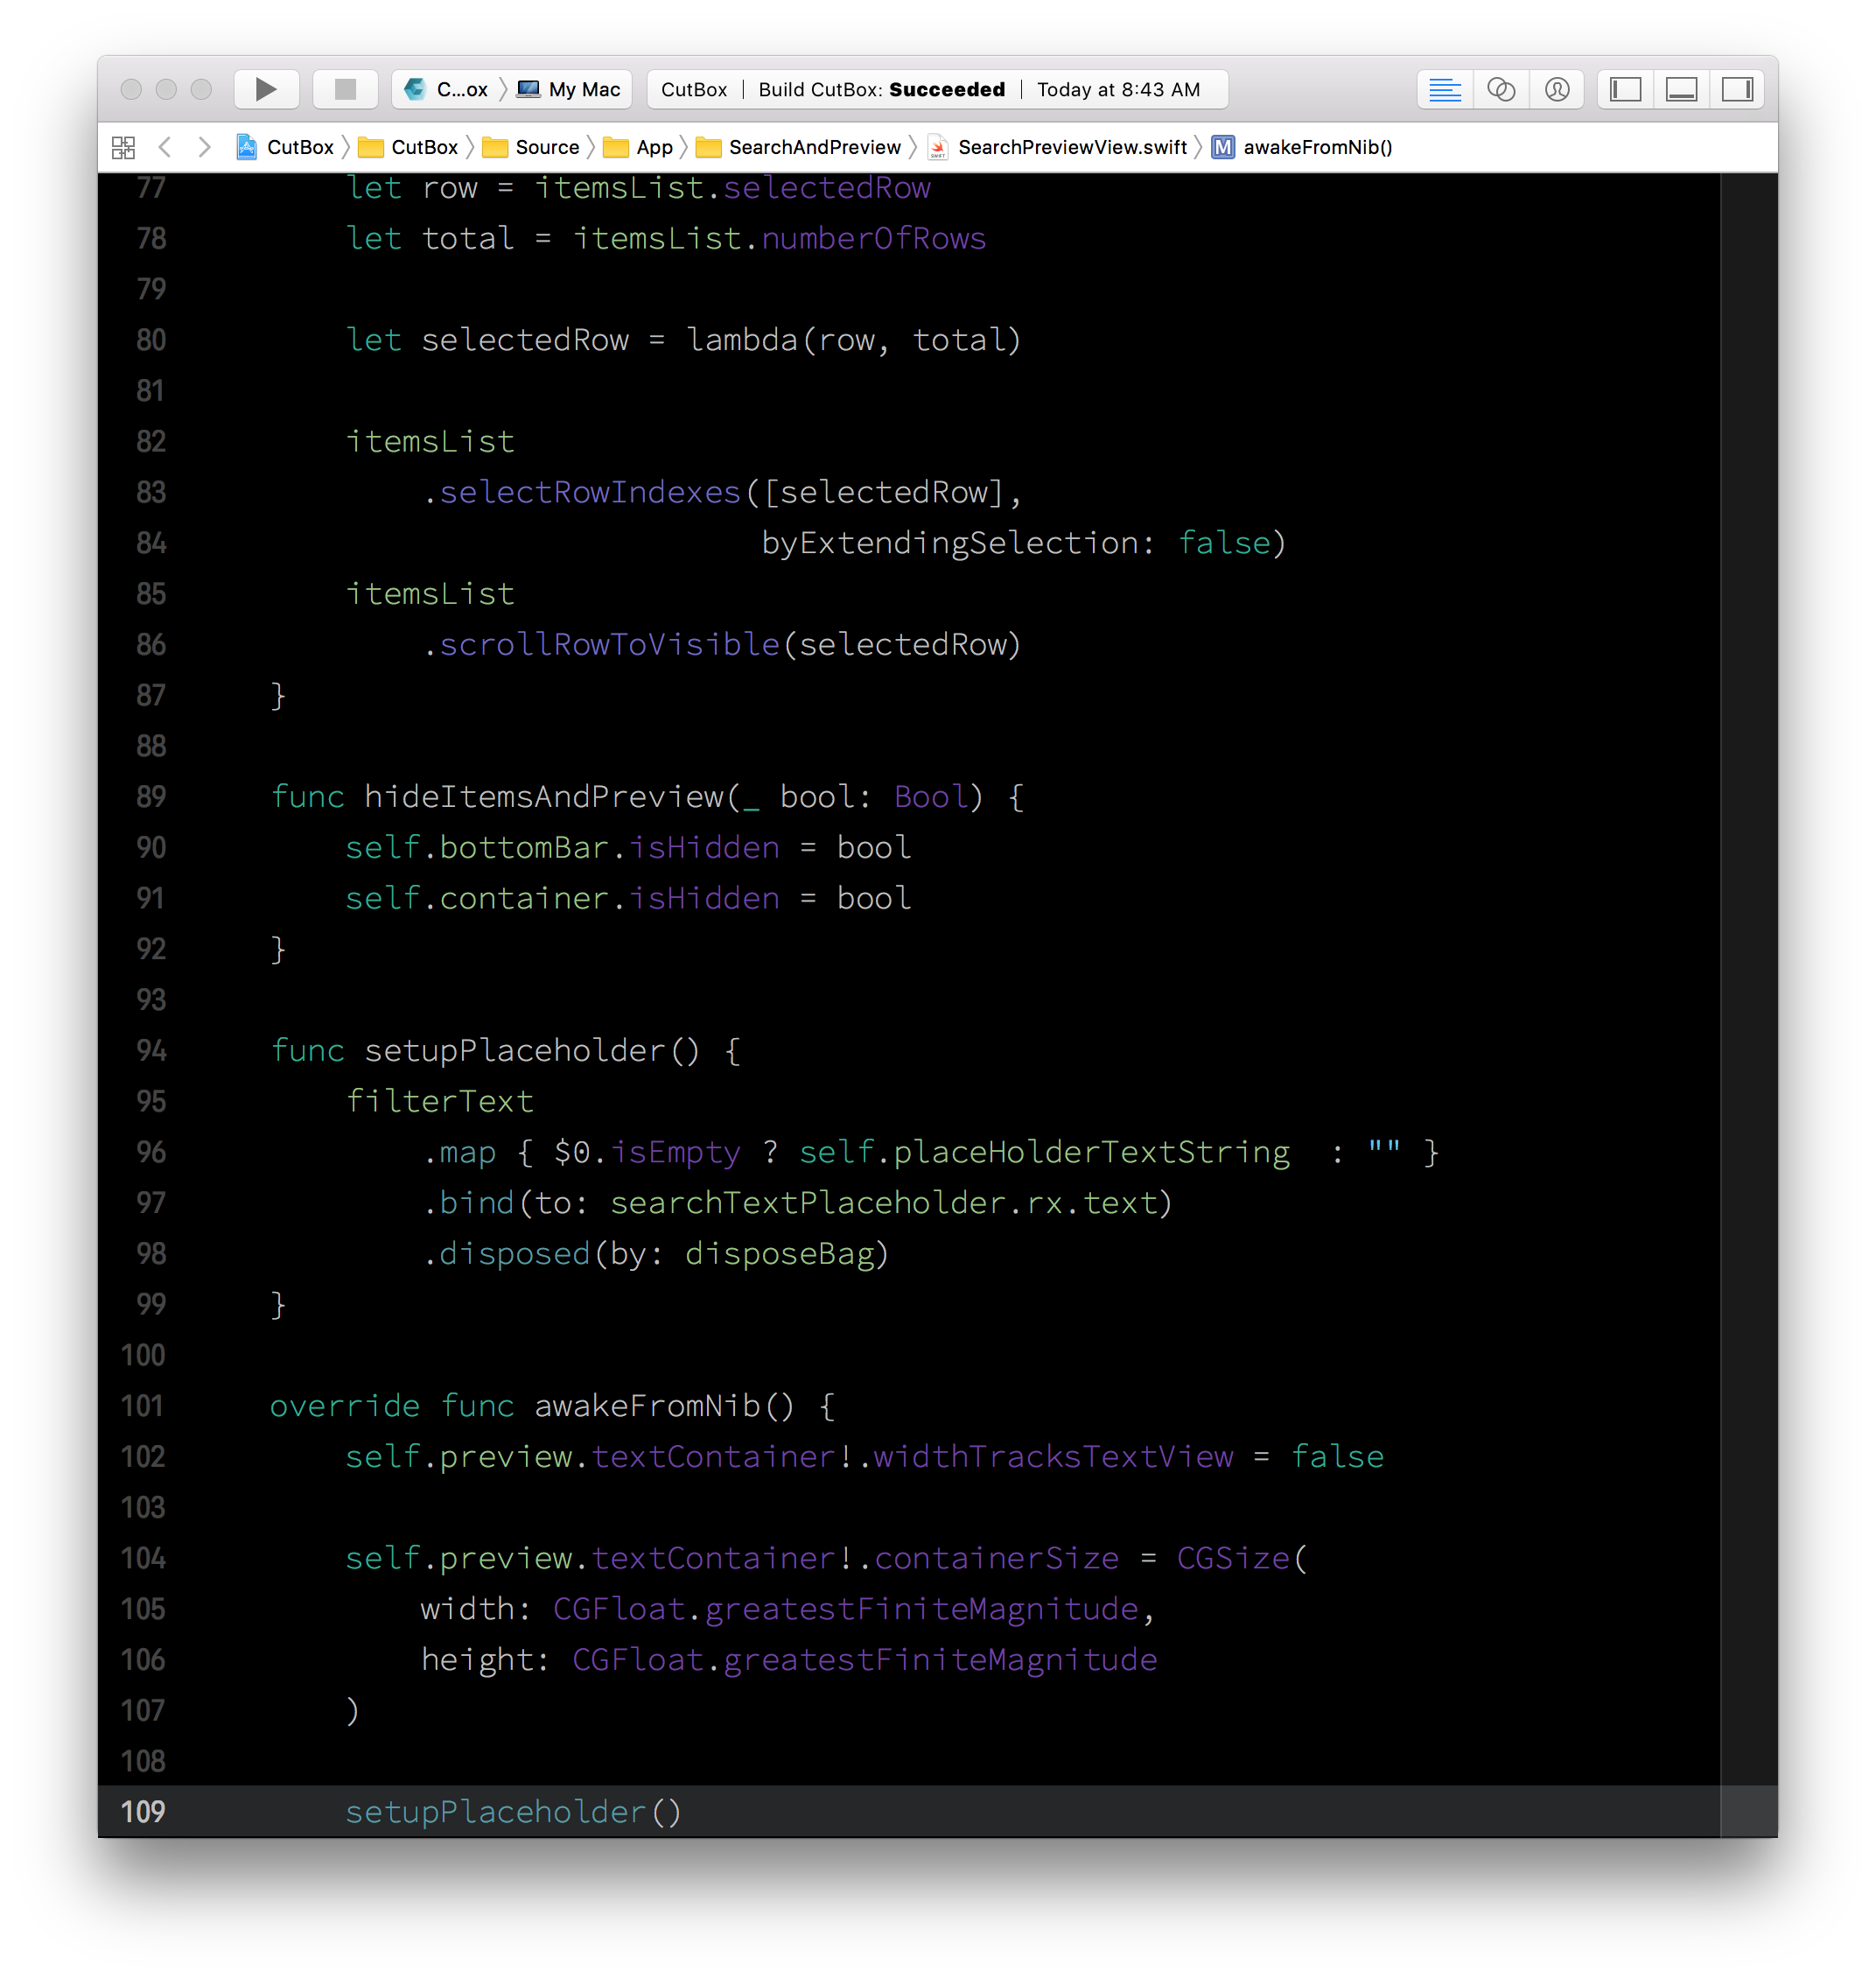 C...ox My Mac CutBox | Build CutBox: Succeeded | Today at 8:43 AM
CutBox CutBox Source App SearchAndPreview SearchPreviewView.swift M awakeFromNib()
77 let row = itemsList.selectedRow
78 let total = itemsList.numberOfRows
79
80 let selectedRow = lambda(row, total)
81
82 itemsList
83 .selectRowIndexes([selectedRow],
84 byExtendingSelection: false)
85 itemsList
86 .scrollRowToVisible(selectedRow)
87 }
88
89 func hideItemsAndPreview(_ bool: Bool) {
90 self.bottomBar.isHidden = bool
91 self.container.isHidden = bool
92 }
93
94 func setupPlaceholder() {
95 filterText
96 .map { $0.isEmpty ? self.placeHolderTextString  : "" }
97 .bind(to: searchTextPlaceholder.rx.text)
98 .disposed(by: disposeBag)
99 }
100
101 override func awakeFromNib() {
102 self.preview.textContainer!.widthTracksTextView = false
103
104 self.preview.textContainer!.containerSize = CGSize(
105 width: CGFloat.greatestFiniteMagnitude,
106 height: CGFloat.greatestFiniteMagnitude
107 )
108
109 setupPlaceholder()